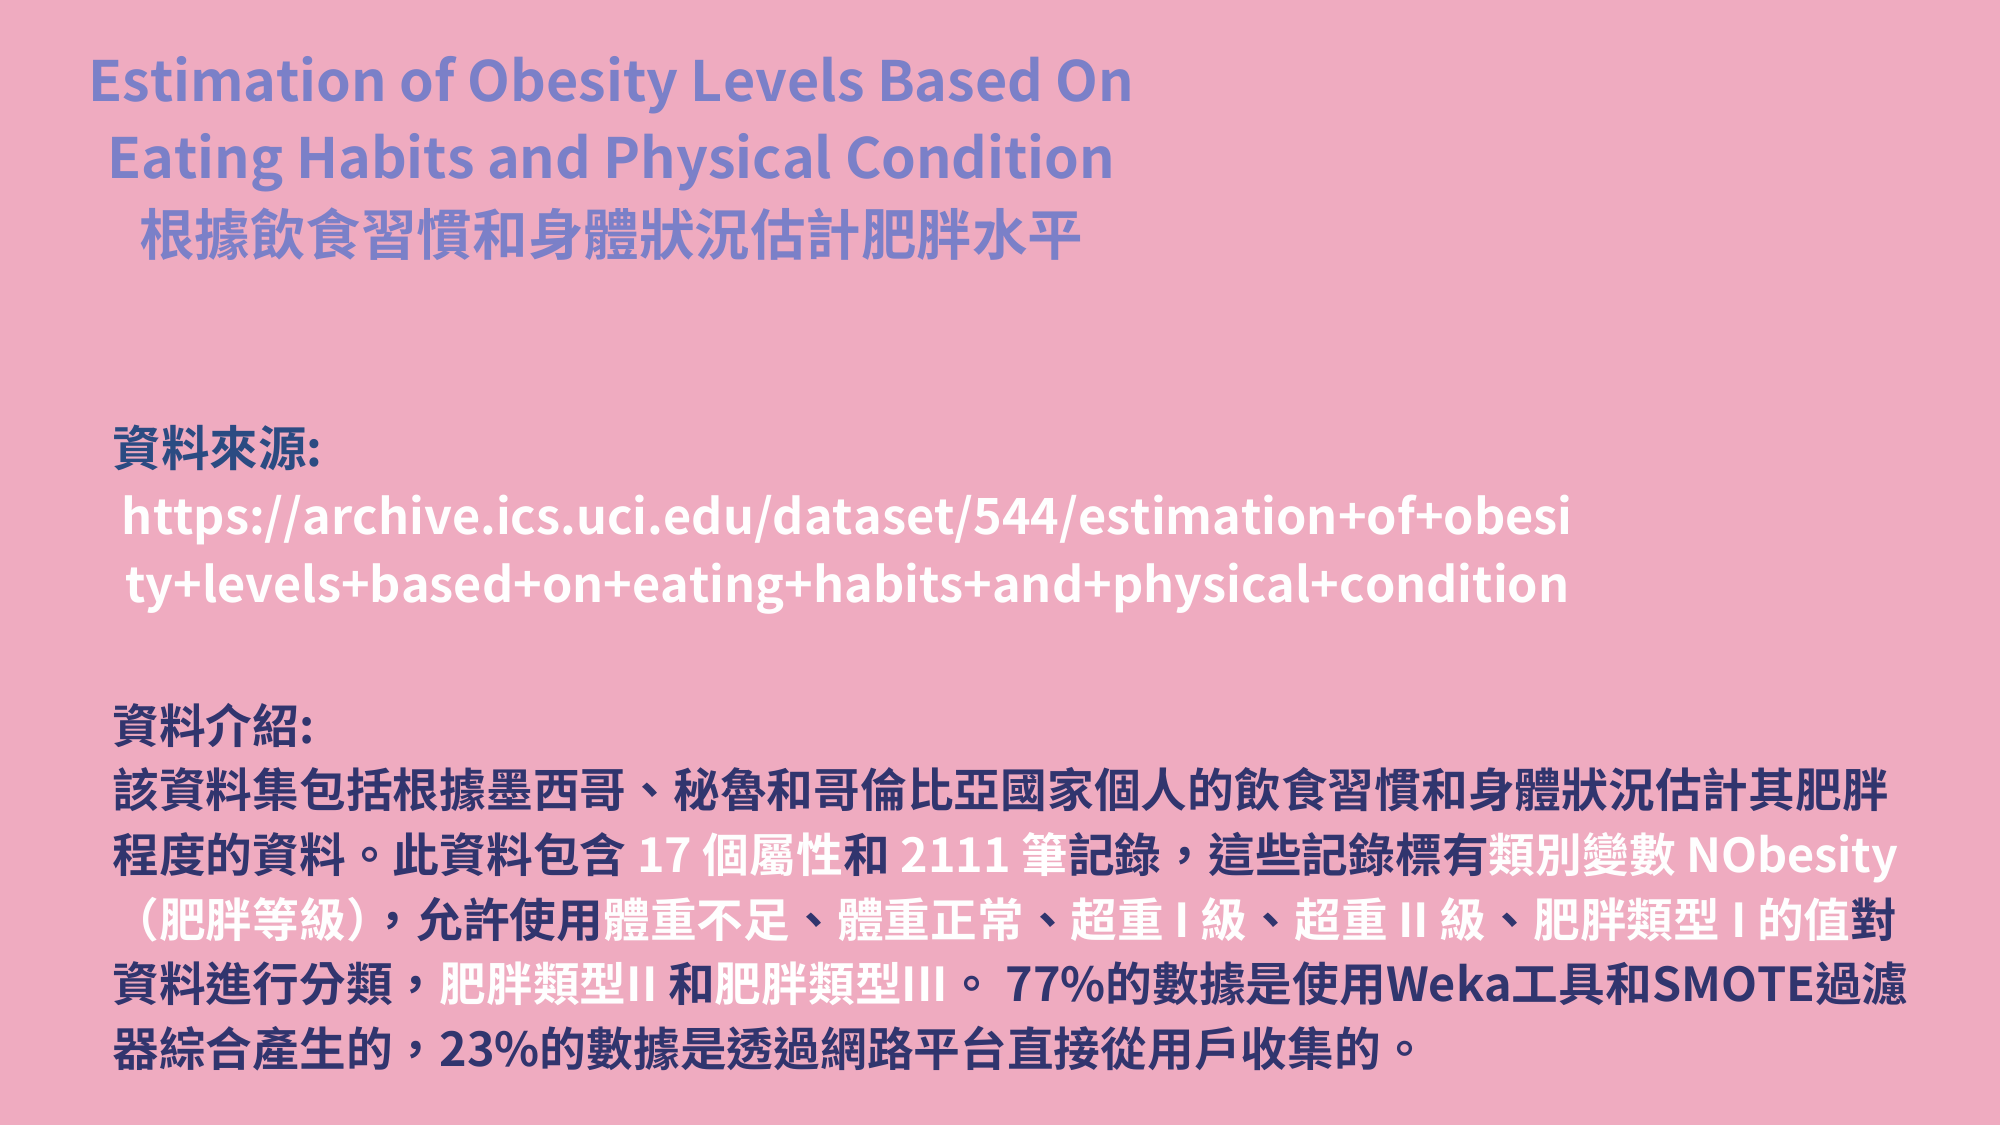 Estimation of Obesity Levels Based On
Eating Habits and Physical Condition
根據飲食習慣和身體狀況估計肥胖水平
資料來源:
https://archive.ics.uci.edu/dataset/544/estimation+of+obesi
ty+levels+based+on+eating+habits+and+physical+condition
資料介紹:
該資料集包括根據墨西哥、秘魯和哥倫比亞國家個人的飲食習慣和身體狀況估計其肥胖
程度的資料。此資料包含 17 個屬性和 2111 筆記錄，這些記錄標有類別變數 NObesity
（肥胖等級），允許使用體重不足、體重正常、超重 I 級、超重 II 級、肥胖類型 I 的值對
資料進行分類，肥胖類型II 和肥胖類型III。 77%的數據是使用Weka工具和SMOTE過濾
器綜合產生的，23%的數據是透過網路平台直接從用戶收集的。